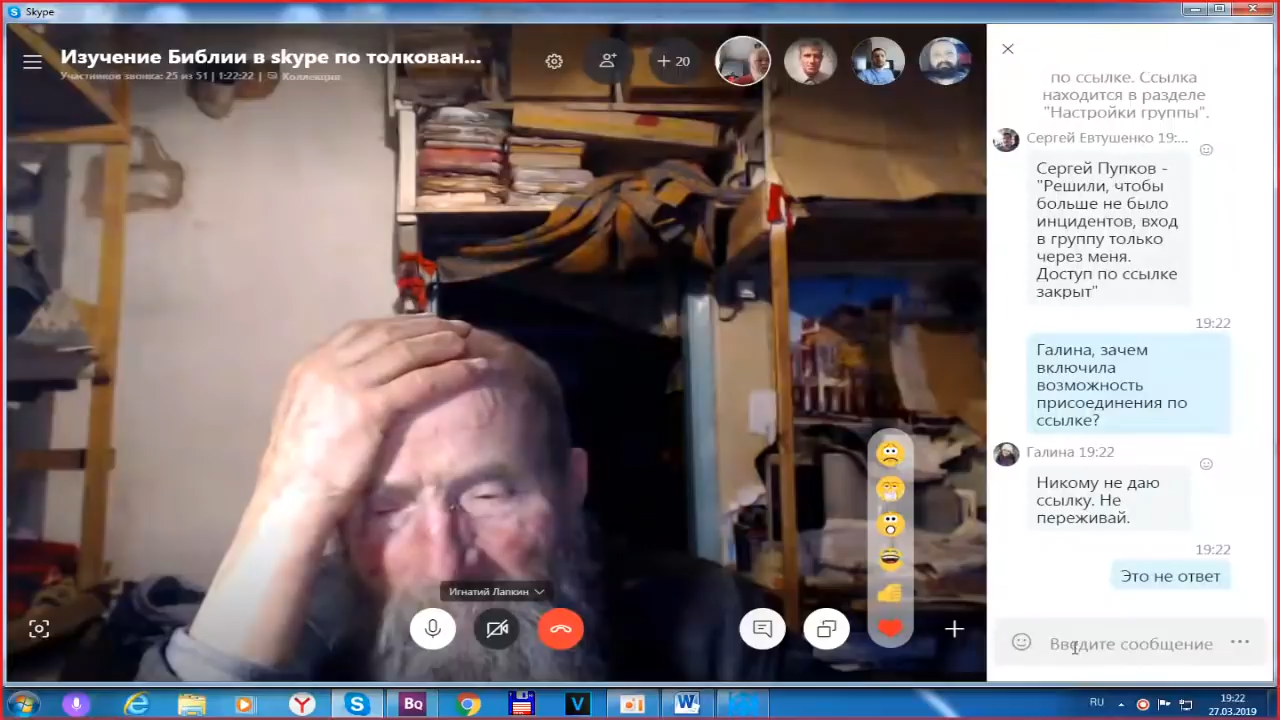 Skype
Изучение Библии в skype по толкован...
Участников звонка: 25 из 51 | 1:22:22 | Коллекция
+ 20
по ссылке. Ссылка
находится в разделе
"Настройки группы".
Сергей Евтушенко 19:...
Сергей Пупков -
"Решили, чтобы
больше не было
инцидентов, вход
в группу только
через меня.
Доступ по ссылке
закрыт"
19:22
Галина, зачем
включила
возможность
присоединения по
ссылке?
Галина 19:22
Никому не даю
ссылку. Не
переживай.
19:22
Это не ответ
Игнатий Лапкин
Введите сообщение
Bq
V
W
RU
19:22
27.03.2019